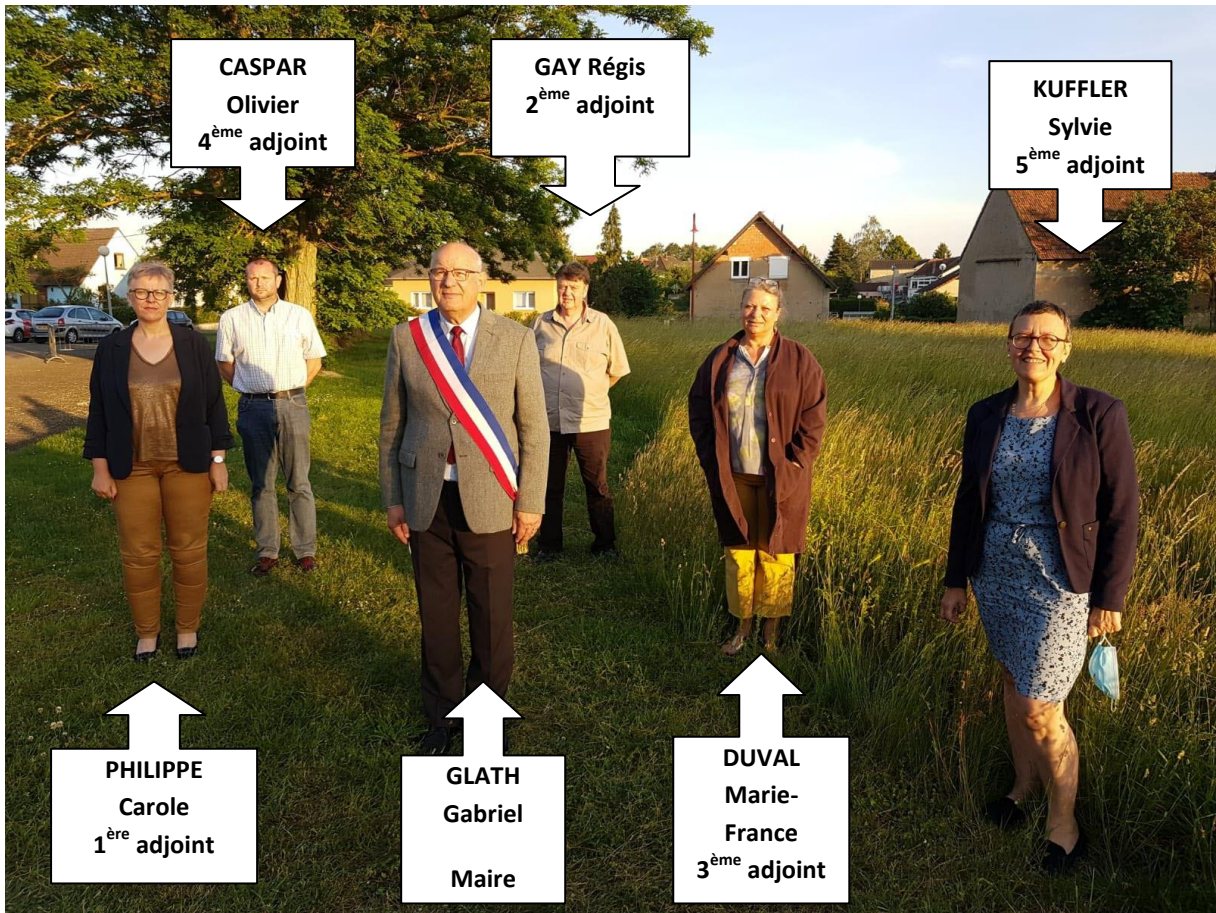 CASPAR
Olivier
4ème adjoint
GAY Régis
2ème adjoint
KUFFLER
Sylvie
5ème adjoint
PHILIPPE
Carole
1ère adjoint
GLATH
Gabriel
Maire
DUVAL
Marie-
France
3ème adjoint